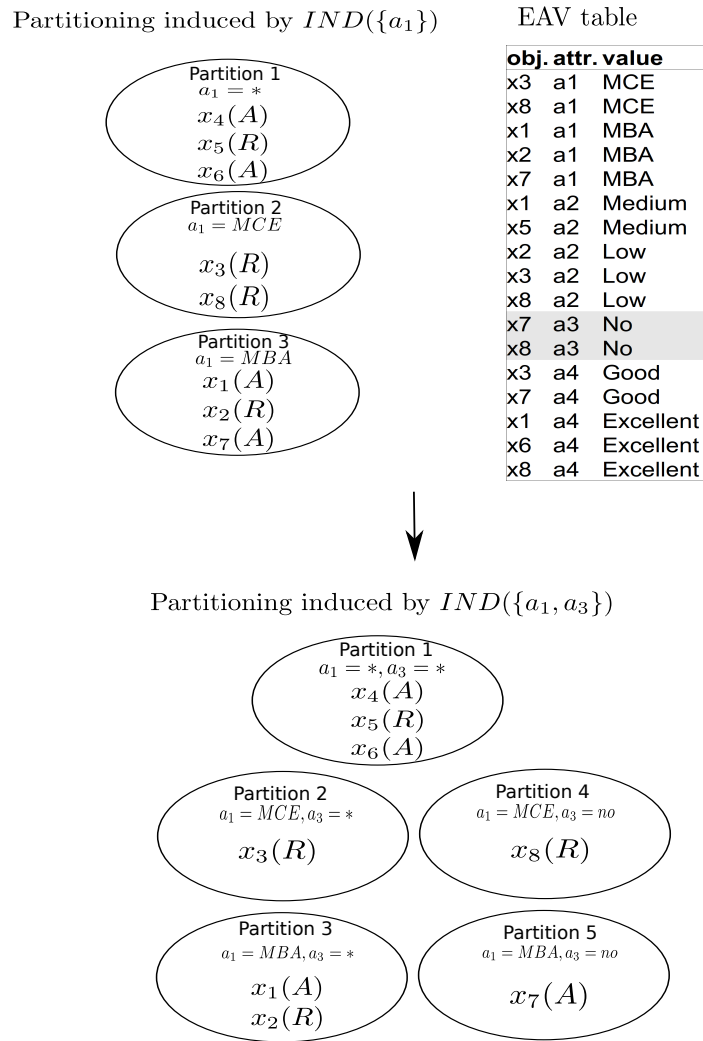 Partitioning induced by IND({a₁})
Partition 1
a₁ = *
x₄(A)
x₅(R)
x₆(A)
Partition 2
a₁ = MCE
x₃(R)
x₈(R)
Partition 3
a₁ = MBA
x₁(A)
x₂(R)
x₇(A)
EAV table
obj. attr. value
x3 a1 MCE
x8 a1 MCE
x1 a1 MBA
x2 a1 MBA
x7 a1 MBA
x1 a2 Medium
x5 a2 Medium
x2 a2 Low
x3 a2 Low
x8 a2 Low
x7 a3 No
x8 a3 No
x3 a4 Good
x7 a4 Good
x1 a4 Excellent
x6 a4 Excellent
x8 a4 Excellent
Partitioning induced by IND({a₁, a₃})
Partition 1
a₁ = *, a₃ = *
x₄(A)
x₅(R)
x₆(A)
Partition 2
a₁ = MCE, a₃ = *
x₃(R)
Partition 4
a₁ = MCE, a₃ = no
x₈(R)
Partition 3
a₁ = MBA, a₃ = *
x₁(A)
x₂(R)
Partition 5
a₁ = MBA, a₃ = no
x₇(A)